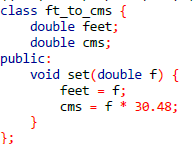 class ft_to_cms {
    double feet;
    double cms;
public:
    void set(double f) {
        feet = f;
        cms = f * 30.48;
    }
};